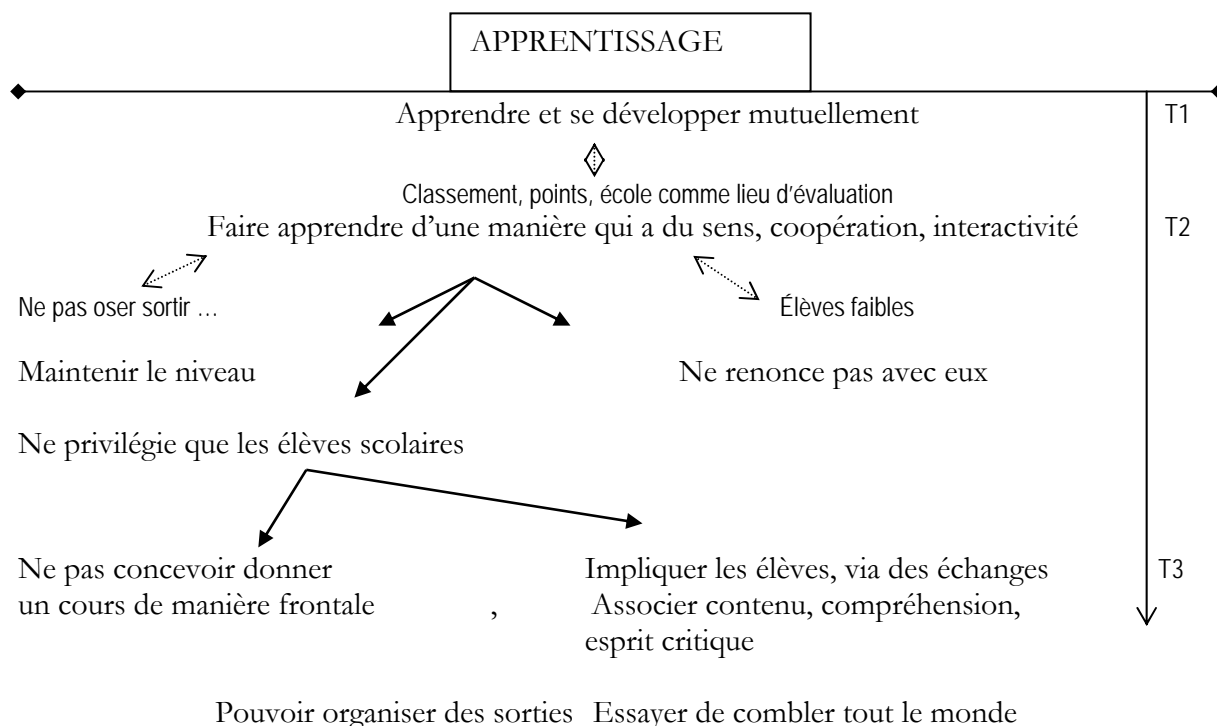 APPRENTISSAGE
Apprendre et se développer mutuellement
T1
Classement, points, école comme lieu d'évaluation
Faire apprendre d'une manière qui a du sens, coopération, interactivité
T2
Ne pas oser sortir …
Élèves faibles
Maintenir le niveau
Ne renonce pas avec eux
Ne privilégie que les élèves scolaires
Ne pas concevoir donner
un cours de manière frontale ,
Impliquer les élèves, via des échanges
Associer contenu, compréhension,
esprit critique
T3
Pouvoir organiser des sorties Essayer de combler tout le monde